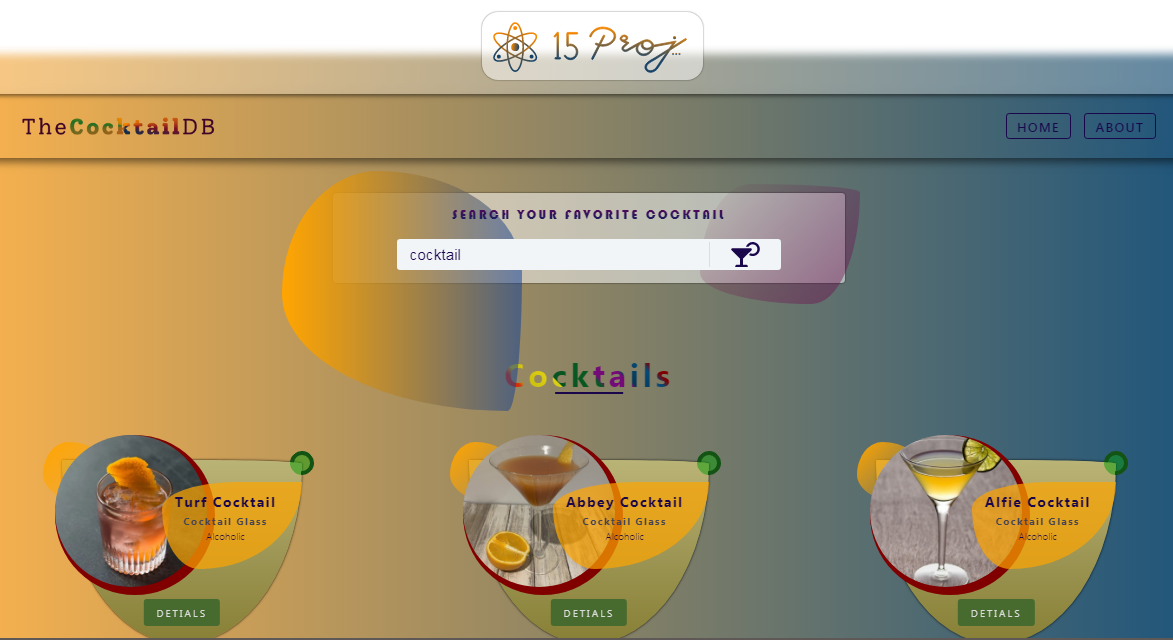 15 Proj...
TheCocktailDB
HOME
ABOUT
SEARCH YOUR FAVORITE COCKTAIL
cocktail
Cocktails
Turf Cocktail
Cocktail Glass
Alcoholic
DETIALS
Abbey Cocktail
Cocktail Glass
Alcoholic
DETIALS
Alfie Cocktail
Cocktail Glass
Alcoholic
DETIALS